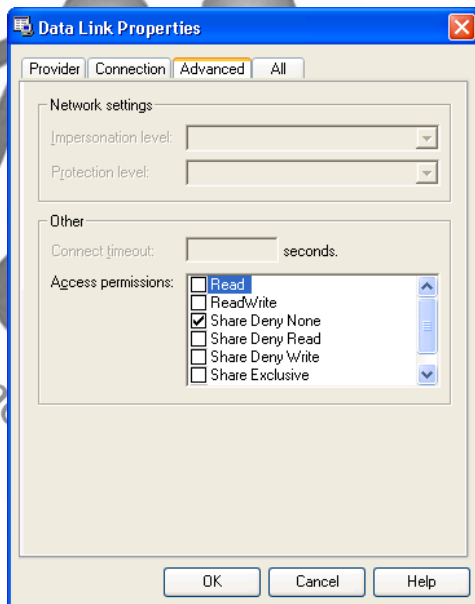 Data Link Properties
Provider Connection Advanced All
Network settings
Impersonation level:
Protection level:
Other
Connect timeout: seconds.
Access permissions: Read
ReadWrite
Share Deny None
Share Deny Read
Share Deny Write
Share Exclusive
OK Cancel Help